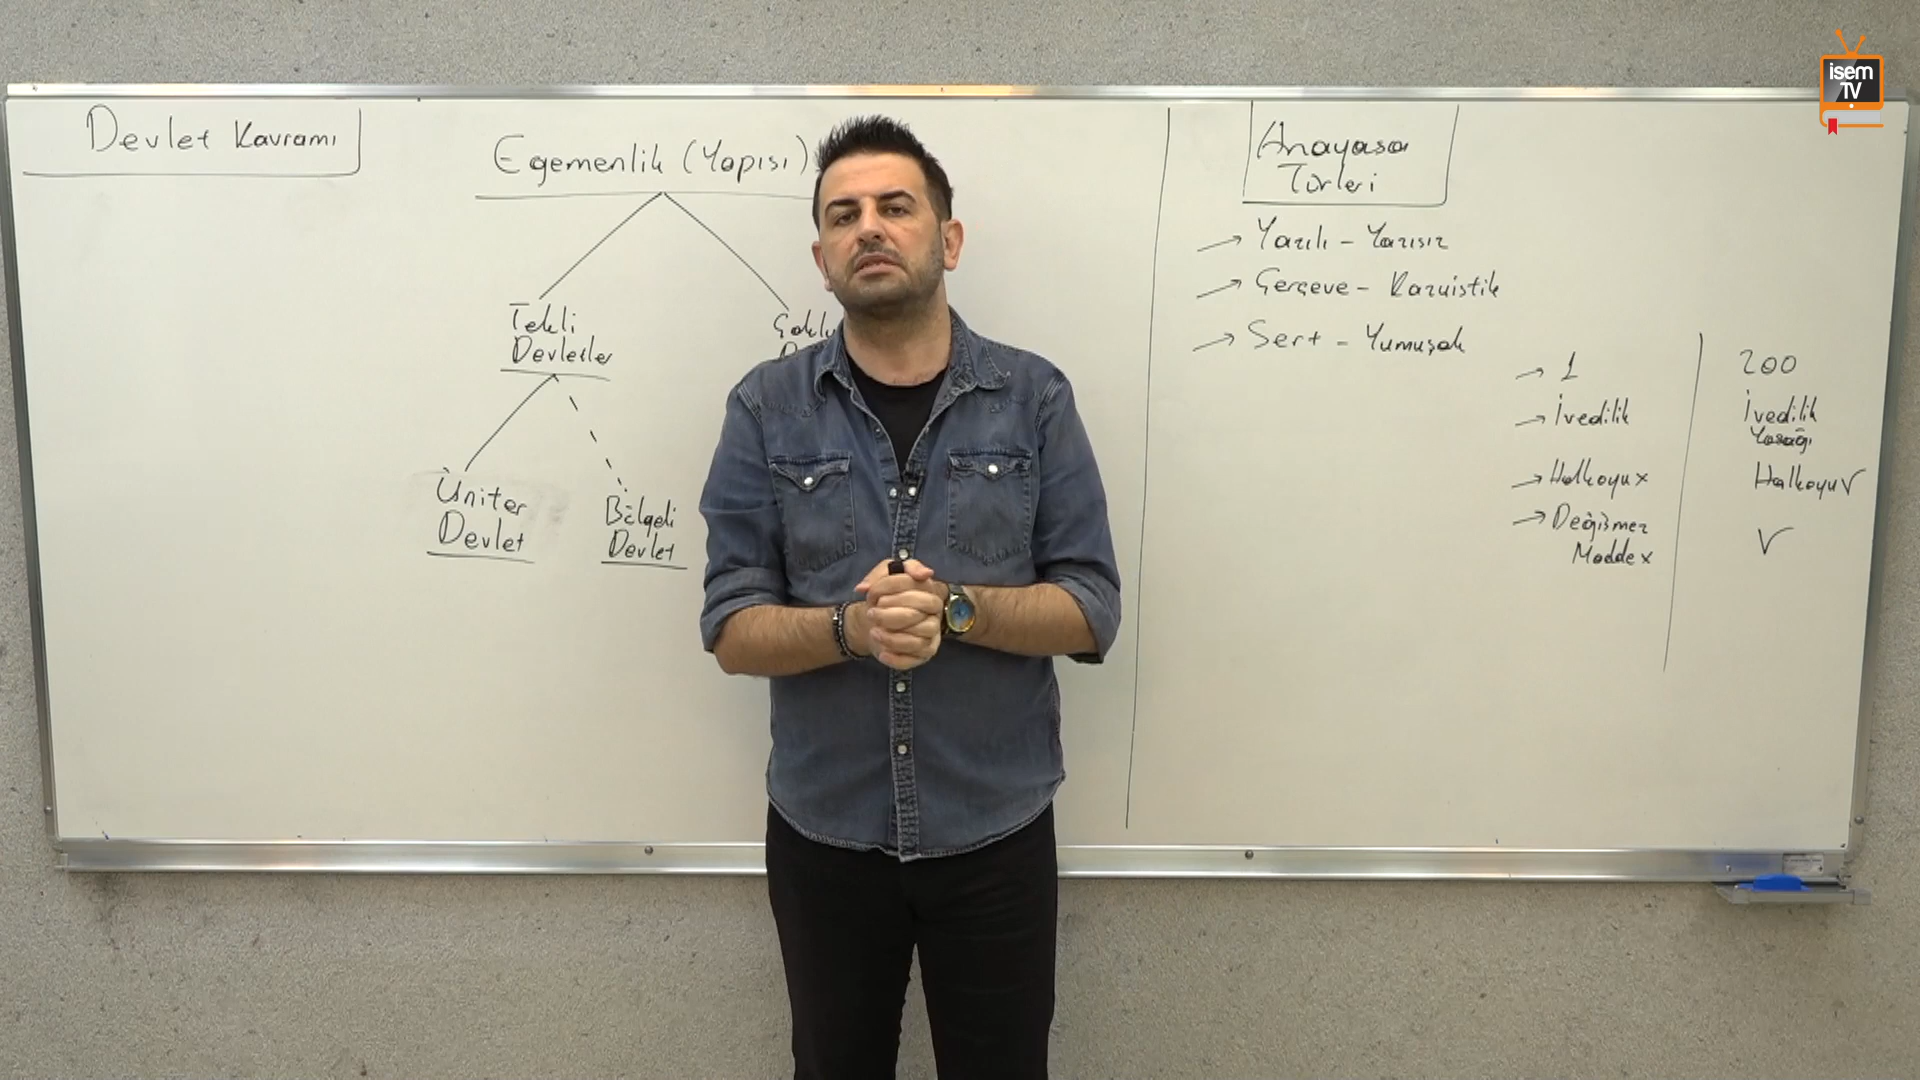 Devlet Kavramı
Egemenlik (Yapısı)
Tekli
Devletler
Çoklu
Üniter
Devlet
Bölgeli
Devlet
Anayasa
Türleri
→ Yazılı - Yazısız
→ Çerçeve - Kazuistik
→ Sert - Yumuşak
→ 1
200
→ İvedilik
İvedilik
Yasağı
→ Halkoyu x
Halkoyu V
→ Değişmez
Madde x
V
isem
TV